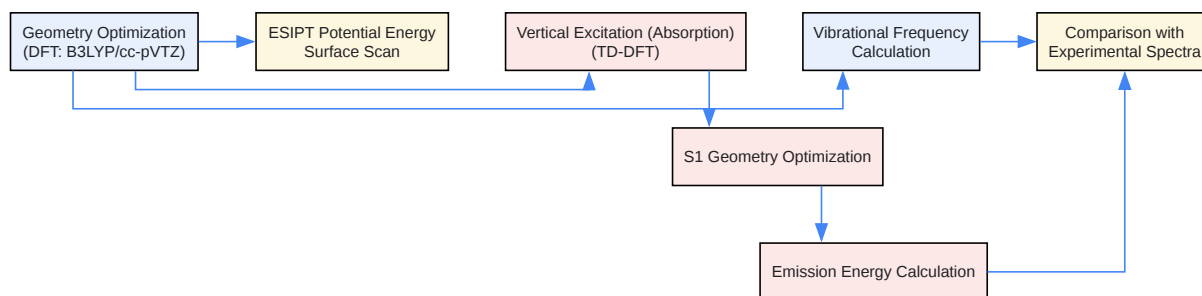 Geometry Optimization
(DFT: B3LYP/cc-pVTZ)
ESIPT Potential Energy
Surface Scan
Vertical Excitation (Absorption)
(TD-DFT)
Vibrational Frequency
Calculation
Comparison with
Experimental Spectra
S1 Geometry Optimization
Emission Energy Calculation